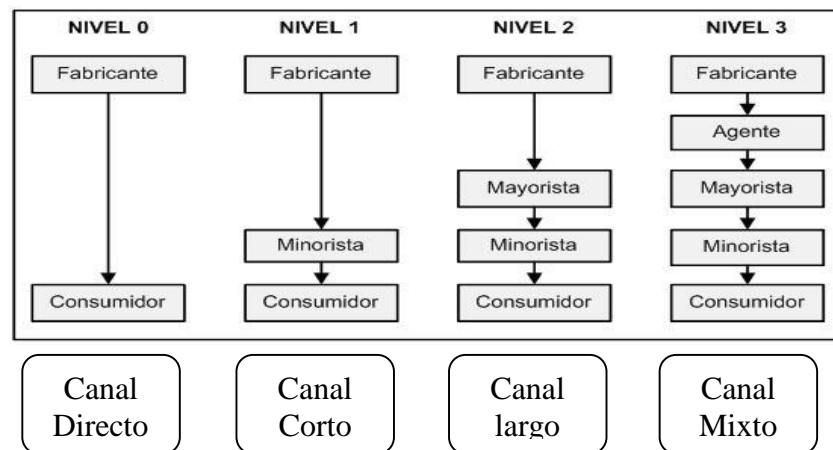 NIVEL 0
NIVEL 1
NIVEL 2
NIVEL 3
Fabricante
Fabricante
Fabricante
Fabricante
Agente
Mayorista
Mayorista
Minorista
Minorista
Minorista
Consumidor
Consumidor
Consumidor
Consumidor
Canal
Directo
Canal
Corto
Canal
largo
Canal
Mixto